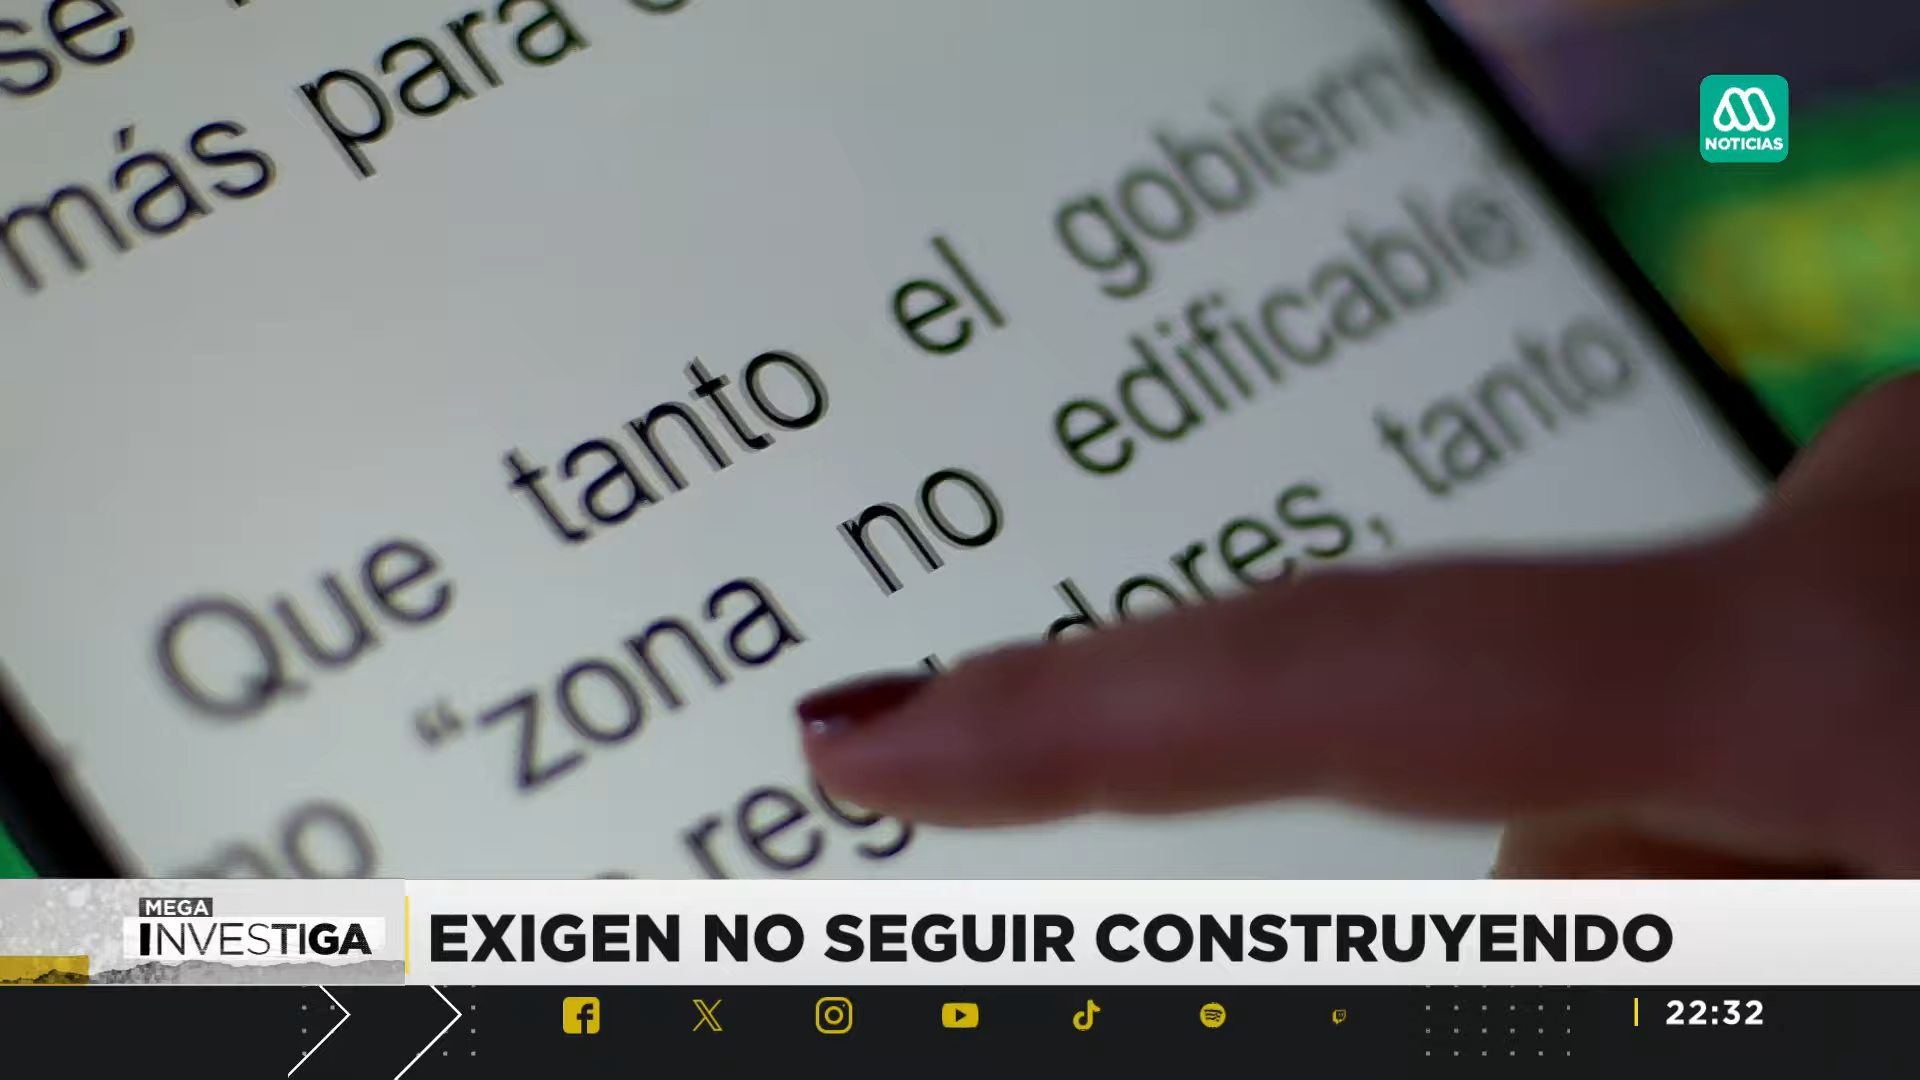 se
más para
Que tanto el gobierno
"zona no edificable"
dores, tanto
reg
NOTICIAS
MEGA
INVESTIGA
EXIGEN NO SEGUIR CONSTRUYENDO
22:32